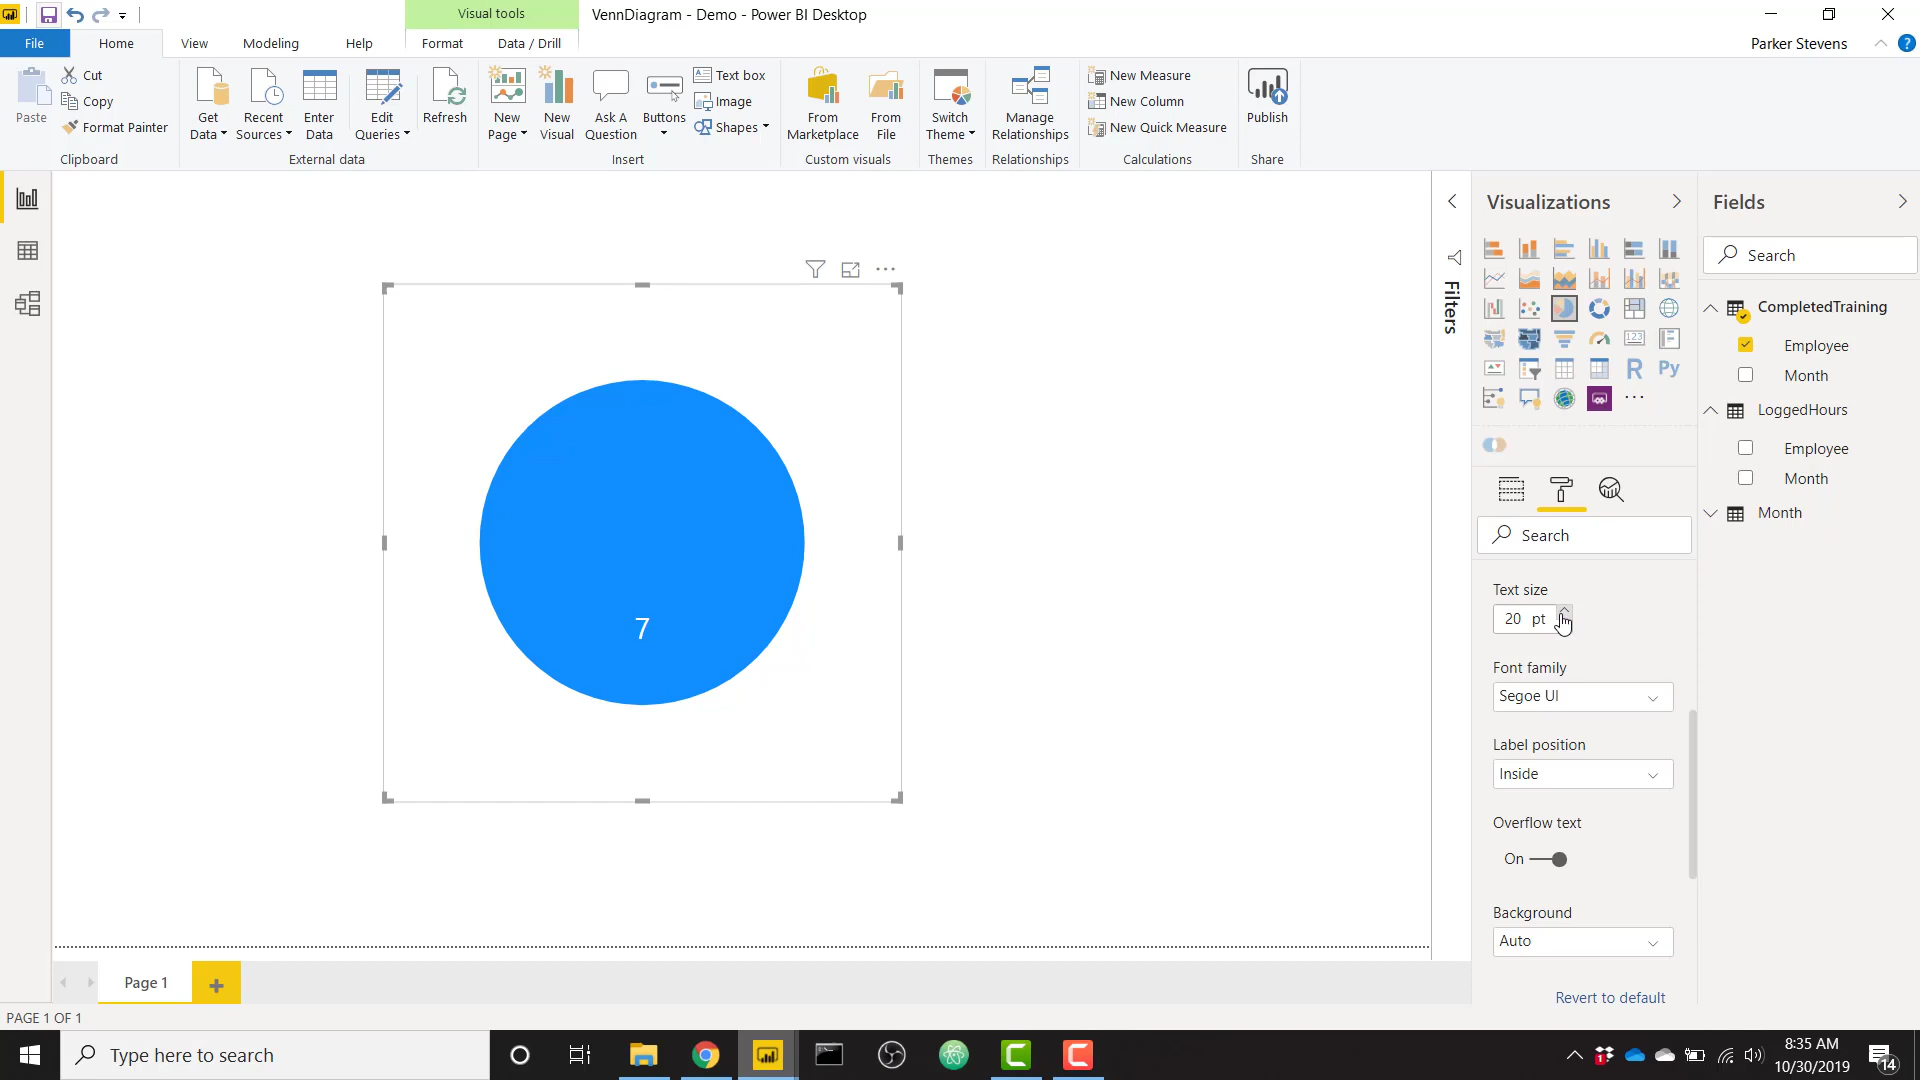 Visual tools
VennDiagram - Demo - Power BI Desktop
File
Home
View
Modeling
Help
Format
Data / Drill
Parker Stevens
?
Paste
Cut
Copy
Format Painter
Clipboard
Get Data
Recent Sources
Enter Data
Edit Queries
Refresh
External data
New Page
New Visual
Ask A Question
Buttons
Text box
Image
Shapes
Insert
From Marketplace
From File
Custom visuals
Switch Theme
Themes
Manage Relationships
Relationships
New Measure
New Column
New Quick Measure
Calculations
Publish
Share
7
Filters
Visualizations
123
R
Py
Search
Text size
20 pt
Font family
Segoe UI
Label position
Inside
Overflow text
On
Background
Auto
Revert to default
Fields
Search
CompletedTraining
Employee
Month
LoggedHours
Employee
Month
Month
Page 1
PAGE 1 OF 1
Type here to search
1
8:35 AM
10/30/2019
14